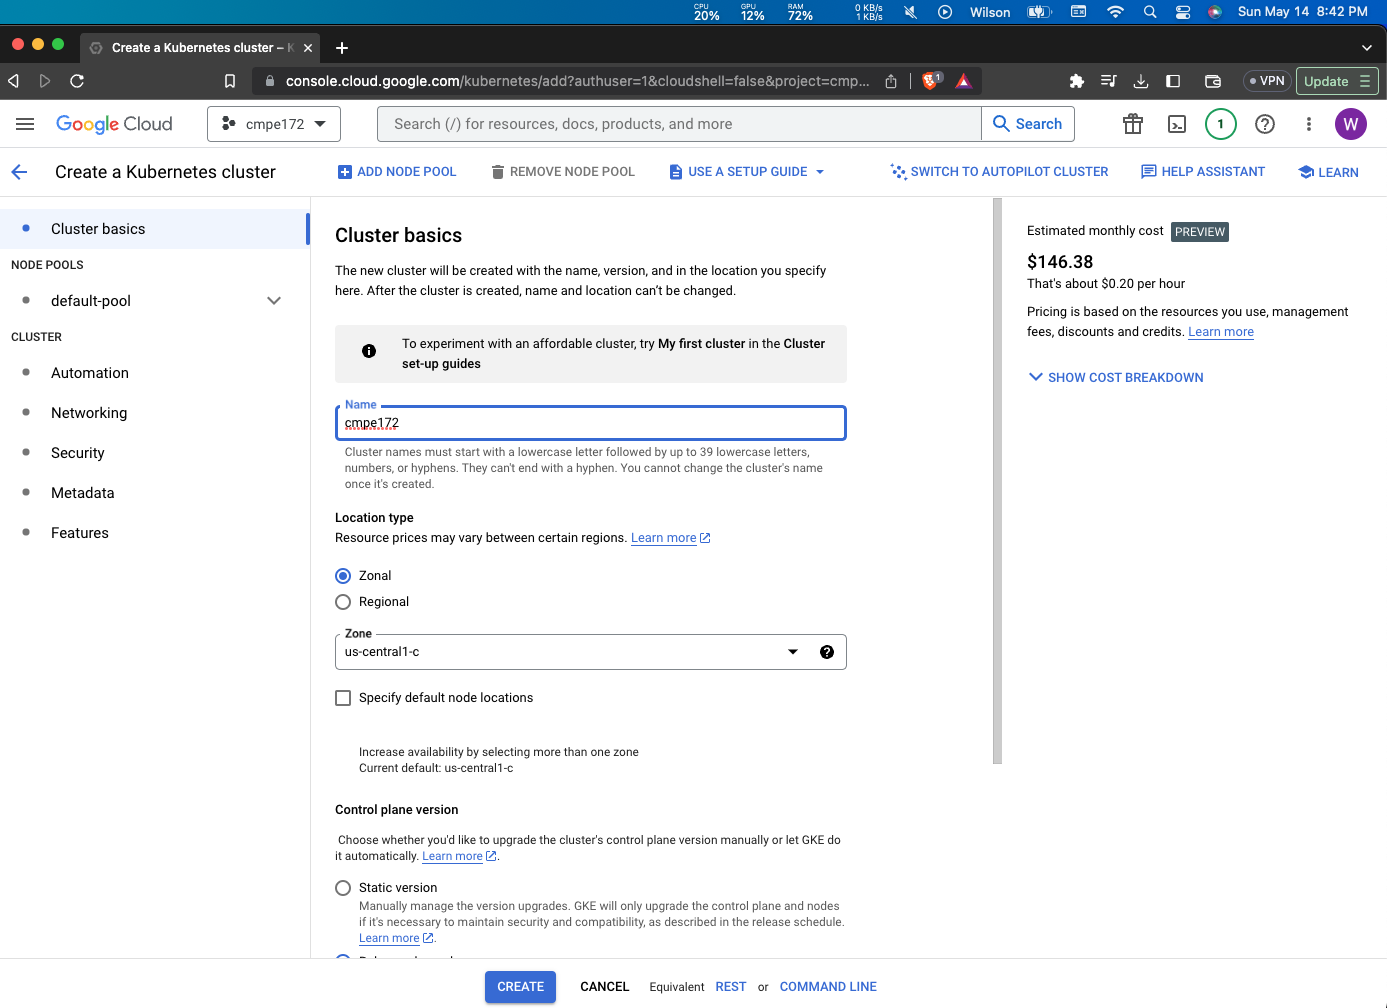 CPU 20% GPU 12% RAM 72% 0 KB/s 1 KB/s Wilson Sun May 14 8:42 PM
Create a Kubernetes cluster – K
console.cloud.google.com/kubernetes/add?authuser=1&cloudshell=false&project=cmp... 1 VPN Update
Google Cloud cmpe172 Search (/) for resources, docs, products, and more Search 1 W
Create a Kubernetes cluster ADD NODE POOL REMOVE NODE POOL USE A SETUP GUIDE SWITCH TO AUTOPILOT CLUSTER HELP ASSISTANT LEARN
Cluster basics
NODE POOLS
default-pool
CLUSTER
Automation
Networking
Security
Metadata
Features
Cluster basics
The new cluster will be created with the name, version, and in the location you specify
here. After the cluster is created, name and location can't be changed.
To experiment with an affordable cluster, try My first cluster in the Cluster
set-up guides
Name
cmpe172
Cluster names must start with a lowercase letter followed by up to 39 lowercase letters,
numbers, or hyphens. They can't end with a hyphen. You cannot change the cluster's name
once it's created.
Location type
Resource prices may vary between certain regions. Learn more
Zonal
Regional
Zone
us-central1-c
Specify default node locations
Increase availability by selecting more than one zone
Current default: us-central1-c
Control plane version
Choose whether you'd like to upgrade the cluster's control plane version manually or let GKE do
it automatically. Learn more .
Static version
Manually manage the version upgrades. GKE will only upgrade the control plane and nodes
if it's necessary to maintain security and compatibility, as described in the release schedule.
Learn more .
Estimated monthly cost PREVIEW
$146.38
That's about $0.20 per hour
Pricing is based on the resources you use, management
fees, discounts and credits. Learn more
SHOW COST BREAKDOWN
CREATE CANCEL Equivalent REST or COMMAND LINE